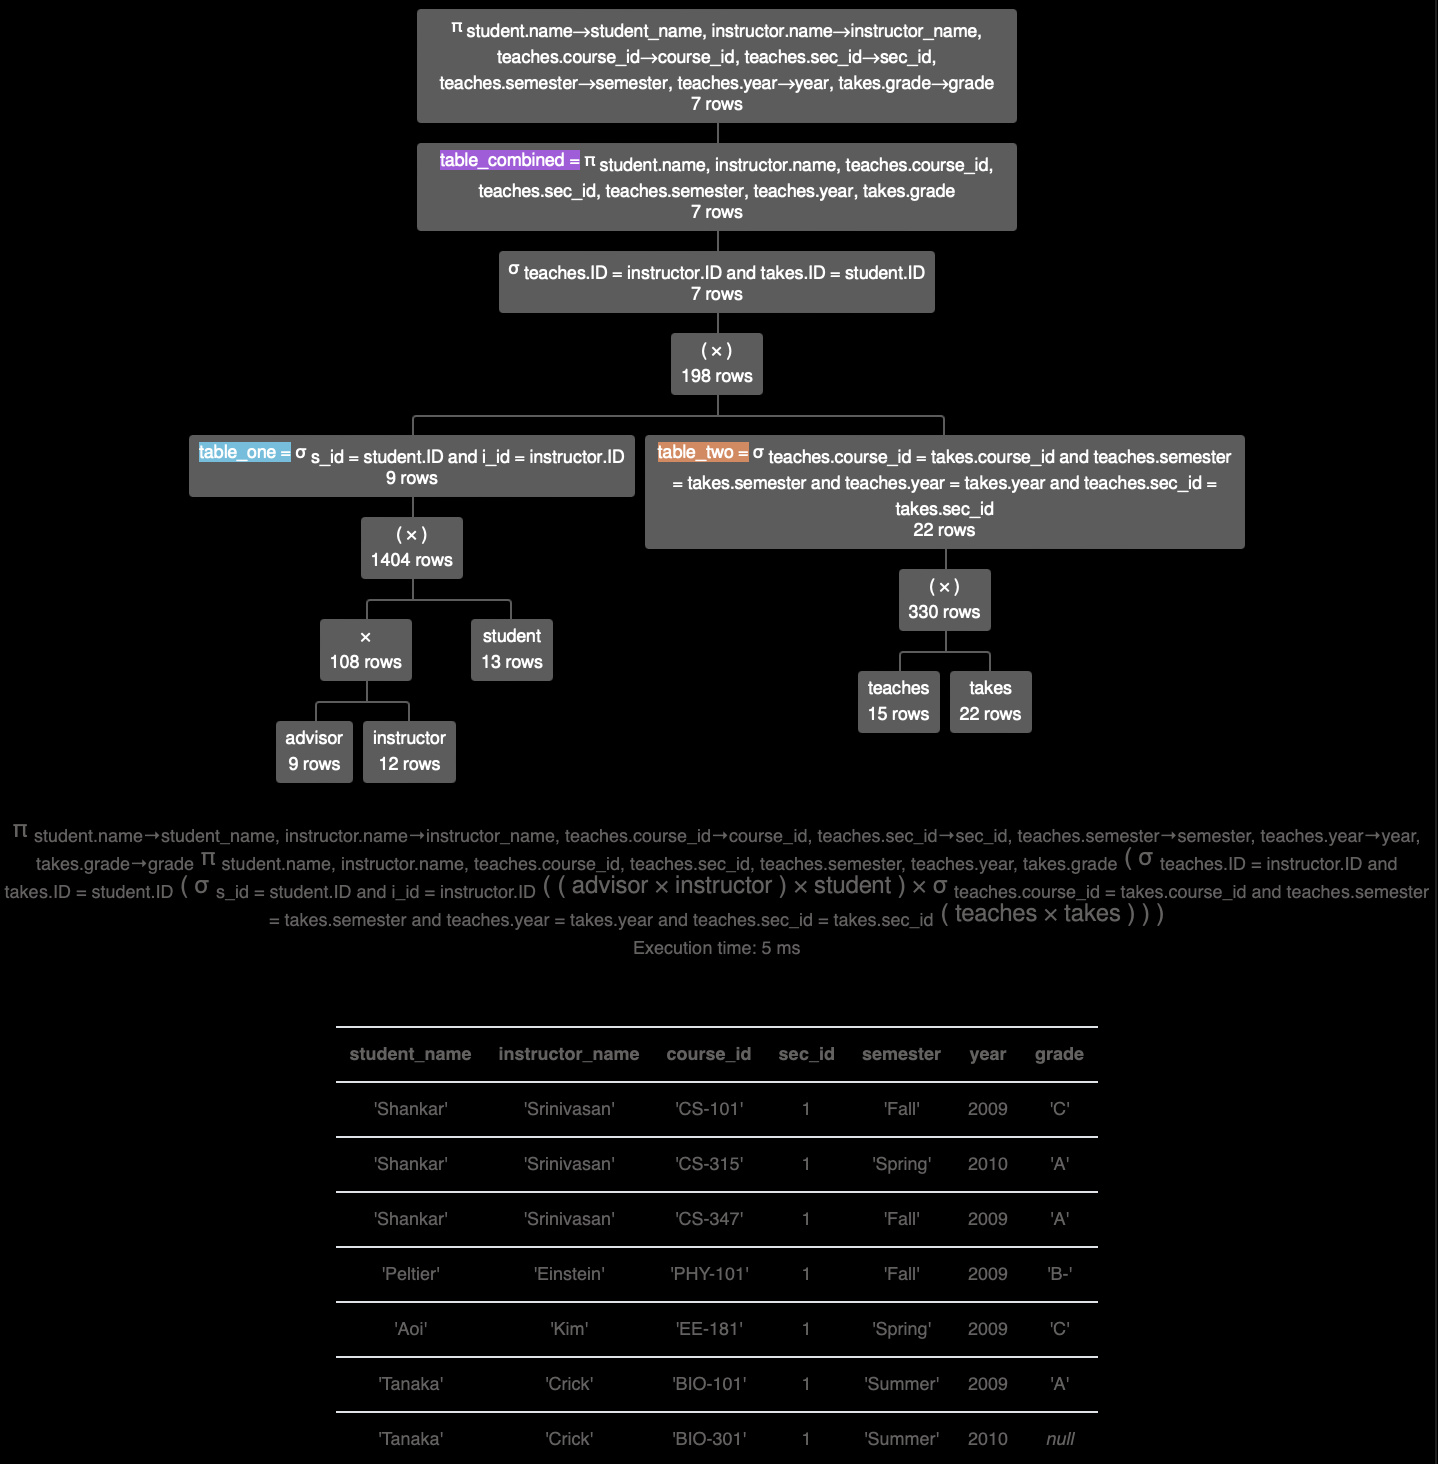 π student.name→student_name, instructor.name→instructor_name,
teaches.course_id→course_id, teaches.sec_id→sec_id,
teaches.semester→semester, teaches.year→year, takes.grade→grade
7 rows
table_combined = π student.name, instructor.name, teaches.course_id,
teaches.sec_id, teaches.semester, teaches.year, takes.grade
7 rows
σ teaches.ID = instructor.ID and takes.ID = student.ID
7 rows
( × )
198 rows
table_one = σ s_id = student.ID and i_id = instructor.ID
9 rows
table_two = σ teaches.course_id = takes.course_id and teaches.semester
= takes.semester and teaches.year = takes.year and teaches.sec_id =
takes.sec_id
22 rows
( × )
1404 rows
( × )
330 rows
×
108 rows
student
13 rows
teaches
15 rows
takes
22 rows
advisor
9 rows
instructor
12 rows
π student.name→student_name, instructor.name→instructor_name, teaches.course_id→course_id, teaches.sec_id→sec_id, teaches.semester→semester, teaches.year→year,
takes.grade→grade π student.name, instructor.name, teaches.course_id, teaches.sec_id, teaches.semester, teaches.year, takes.grade ( σ teaches.ID = instructor.ID and
takes.ID = student.ID ( σ s_id = student.ID and i_id = instructor.ID ( ( advisor × instructor ) × student ) × σ teaches.course_id = takes.course_id and teaches.semester
= takes.semester and teaches.year = takes.year and teaches.sec_id = takes.sec_id ( teaches × takes ) ) )
Execution time: 5 ms
student_name instructor_name course_id sec_id semester year grade
'Shankar' 'Srinivasan' 'CS-101' 1 'Fall' 2009 'C'
'Shankar' 'Srinivasan' 'CS-315' 1 'Spring' 2010 'A'
'Shankar' 'Srinivasan' 'CS-347' 1 'Fall' 2009 'A'
'Peltier' 'Einstein' 'PHY-101' 1 'Fall' 2009 'B-'
'Aoi' 'Kim' 'EE-181' 1 'Spring' 2009 'C'
'Tanaka' 'Crick' 'BIO-101' 1 'Summer' 2009 'A'
'Tanaka' 'Crick' 'BIO-301' 1 'Summer' 2010 null